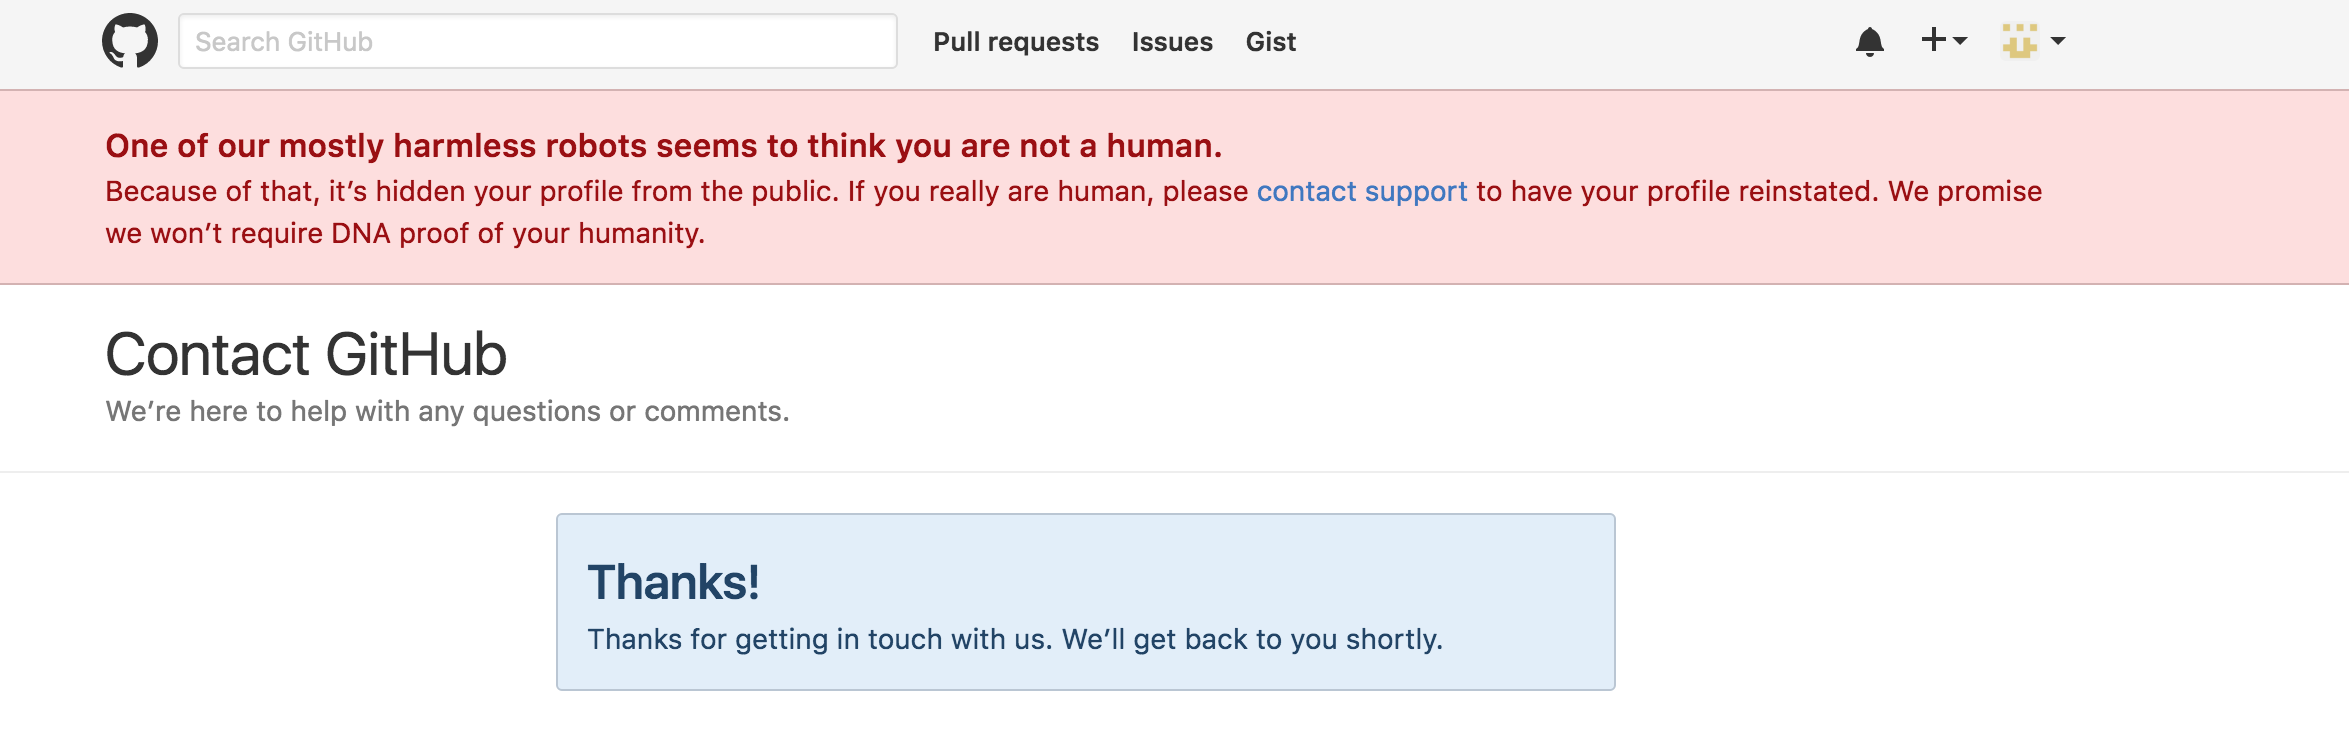 Search GitHub Pull requests Issues Gist
One of our mostly harmless robots seems to think you are not a human.
Because of that, it’s hidden your profile from the public. If you really are human, please contact support to have your profile reinstated. We promise
we won’t require DNA proof of your humanity.
Contact GitHub
We’re here to help with any questions or comments.
Thanks!
Thanks for getting in touch with us. We’ll get back to you shortly.